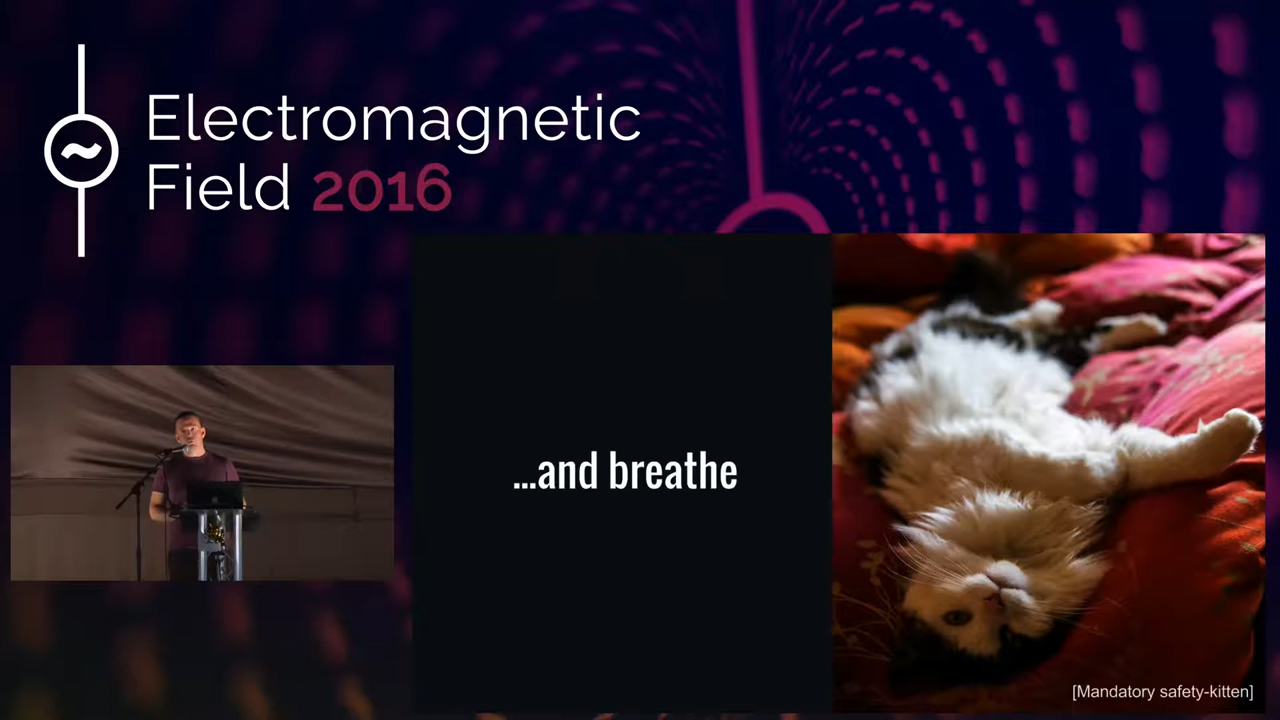 Electromagnetic
Field 2016
...and breathe
[Mandatory safety-kitten]